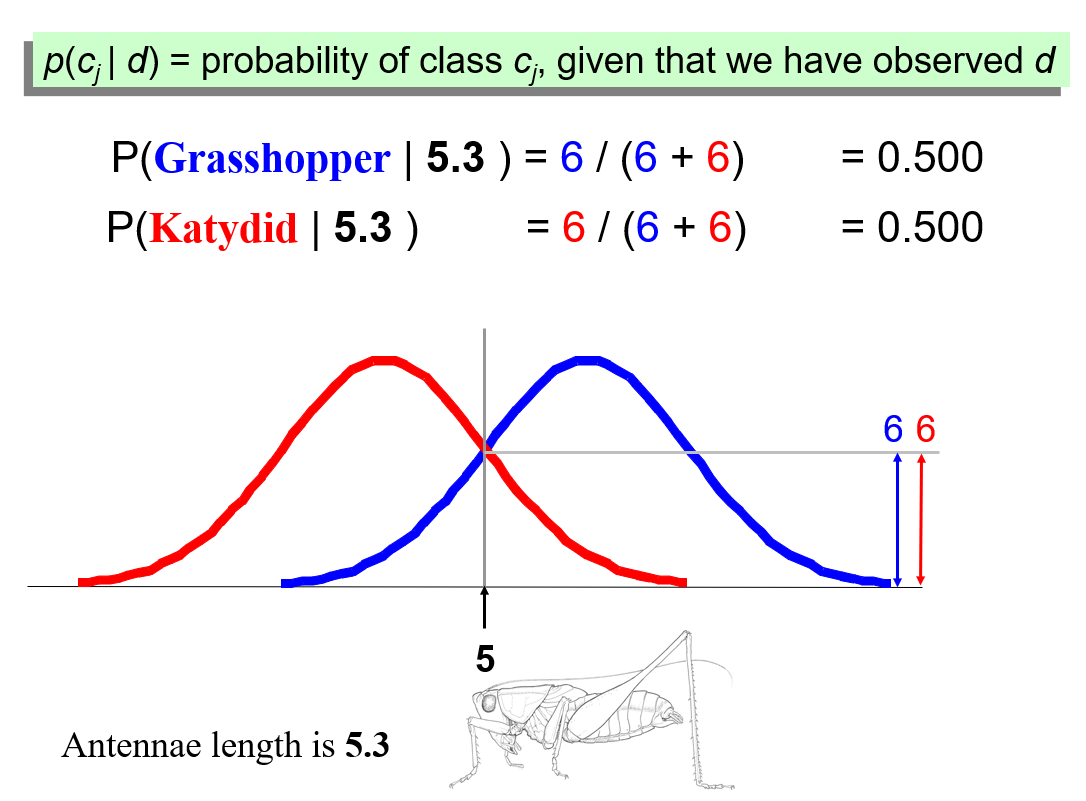 p(cj | d) = probability of class cj, given that we have observed d
P(Grasshopper | 5.3 ) = 6 / (6 + 6) = 0.500
P(Katydid | 5.3 ) = 6 / (6 + 6) = 0.500
6 6
5
Antennae length is 5.3